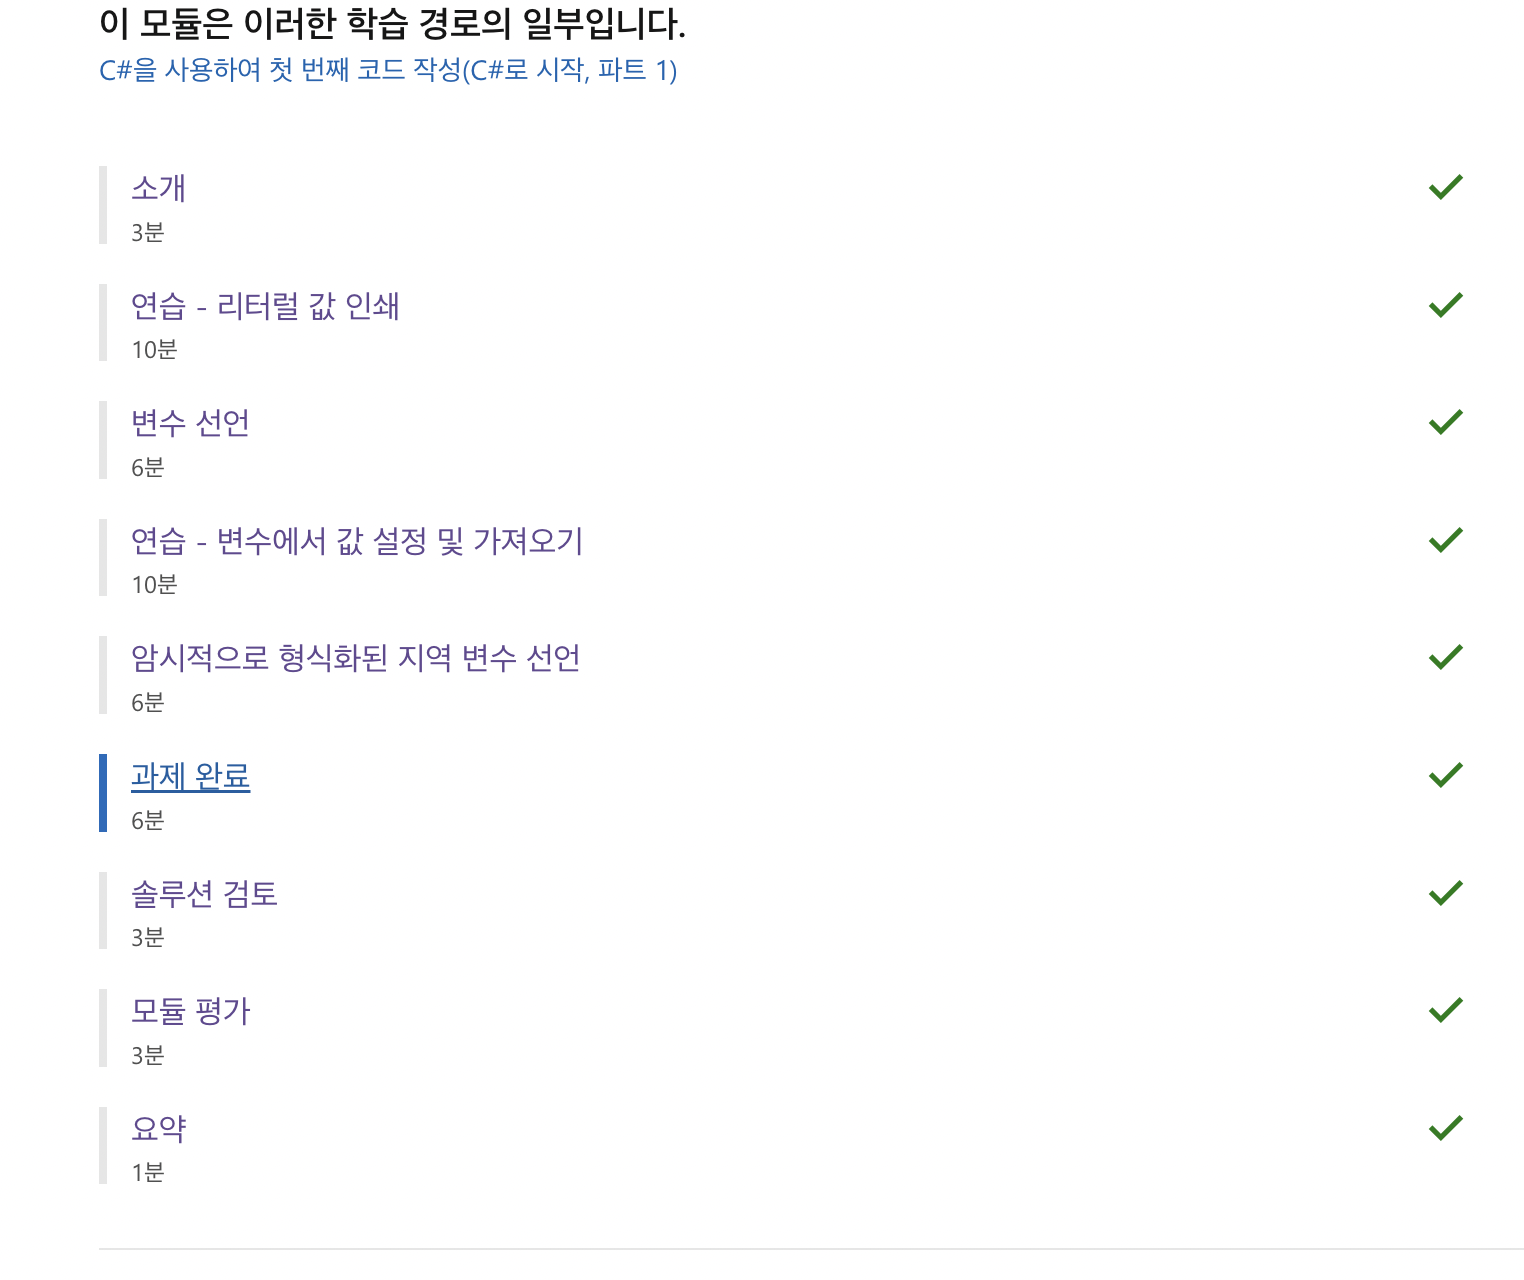 이 모듈은 이러한 학습 경로의 일부입니다.
C#을 사용하여 첫 번째 코드 작성(C#로 시작, 파트 1)
소개
3분
연습 - 리터럴 값 인쇄
10분
변수 선언
6분
연습 - 변수에서 값 설정 및 가져오기
10분
암시적으로 형식화된 지역 변수 선언
6분
과제 완료
6분
솔루션 검토
3분
모듈 평가
3분
요약
1분